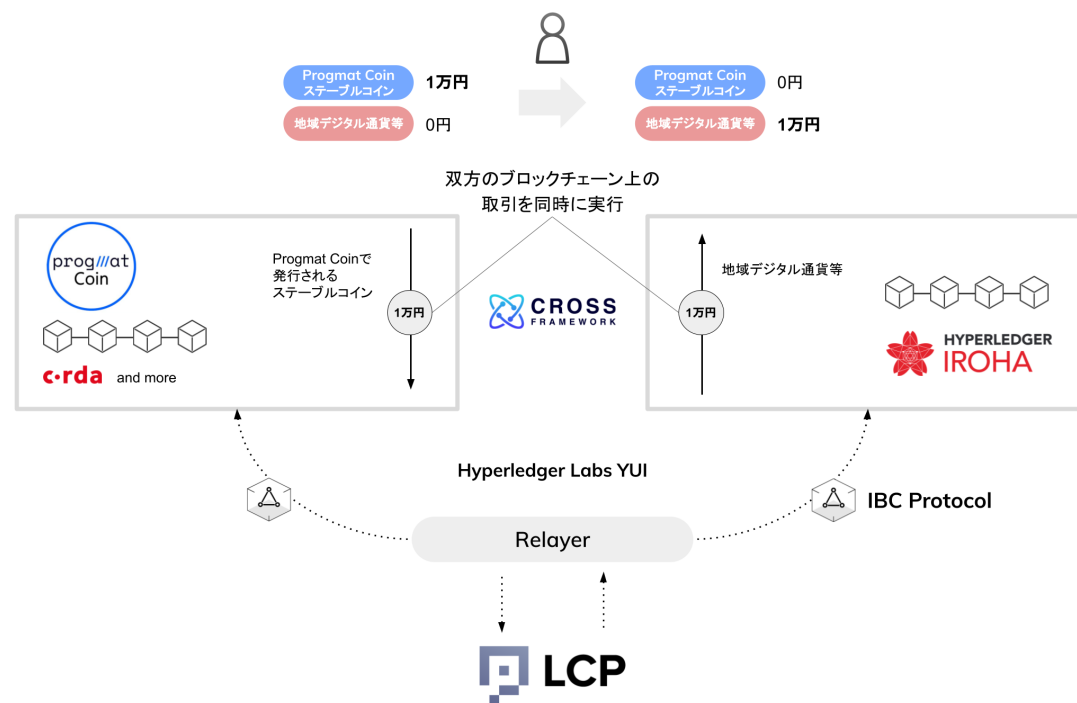 Progmat Coin
ステーブルコイン
1万円
地域デジタル通貨等
0円
Progmat Coin
ステーブルコイン
0円
地域デジタル通貨等
1万円
双方のブロックチェーン上の
取引を同時に実行
progmat
Coin
Progmat Coinで
発行される
ステーブルコイン
1万円
c•rda
and more
CROSS
FRAMEWORK
1万円
地域デジタル通貨等
HYPERLEDGER
IROHA
Hyperledger Labs YUI
IBC Protocol
Relayer
LCP